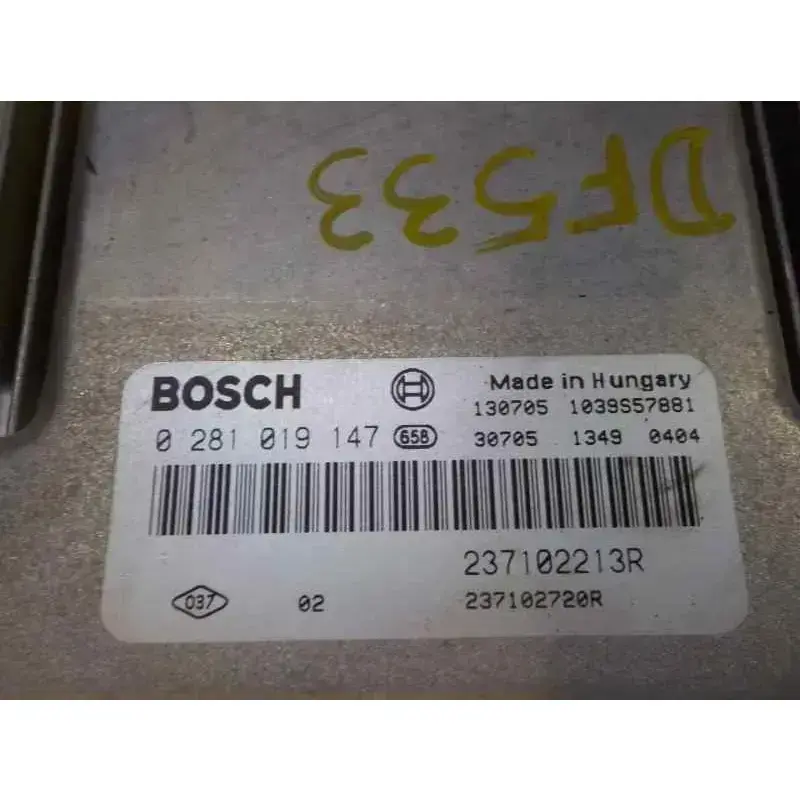 DF533
BOSCH
Made in Hungary
130705 1039S57881
0 281 019 147 658 30705 1349 0404
237102213R
037 02 237102720R